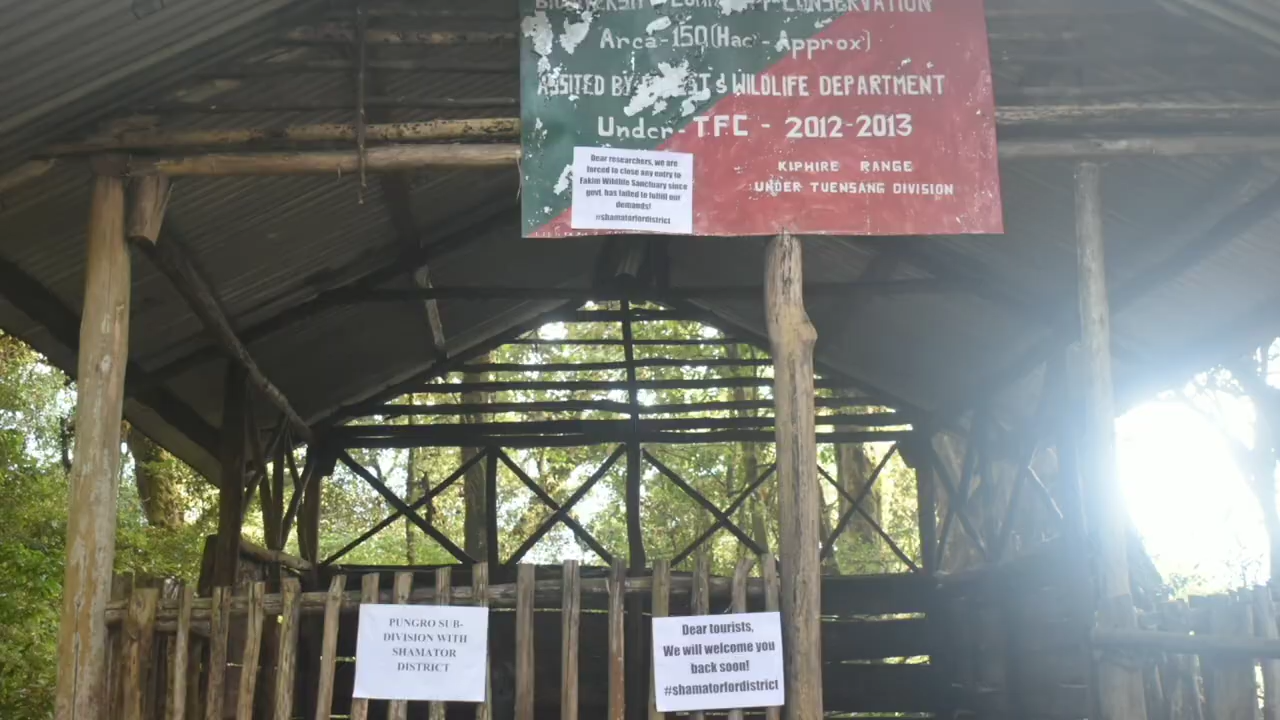 CONSERVATION
Area-150(Hac - Approx)
ASSITED BY & WILDLIFE DEPARTMENT
Under - T.F.C - 2012-2013
KIPHIRE RANGE
UNDER TUENSANG DIVISION
Dear researchers, we are
forced to close any entry to
Fakim Wildlife Sanctuary since
govt. has failed to fulfill our
demands!
#shamatorfordistrict
PUNGRO SUB-
DIVISION WITH
SHAMATOR
DISTRICT
Dear tourists,
We will welcome you
back soon!
#shamatorfordistrict